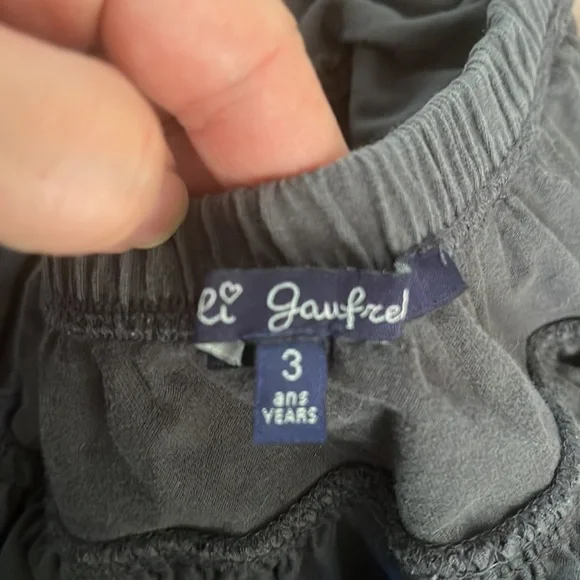 li gaufre
3
ans
YEARS